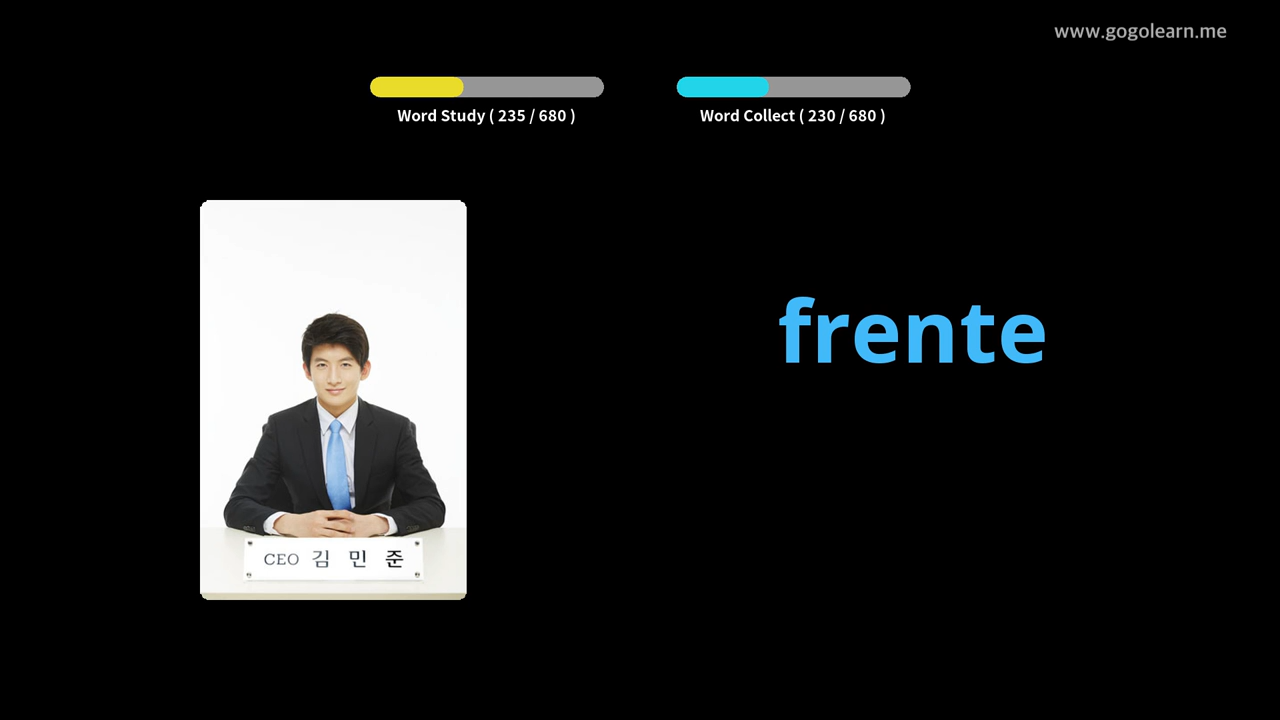 www.gogolearn.me
Word Study ( 235 / 680 )
Word Collect ( 230 / 680 )
frente
CEO 김 민 준